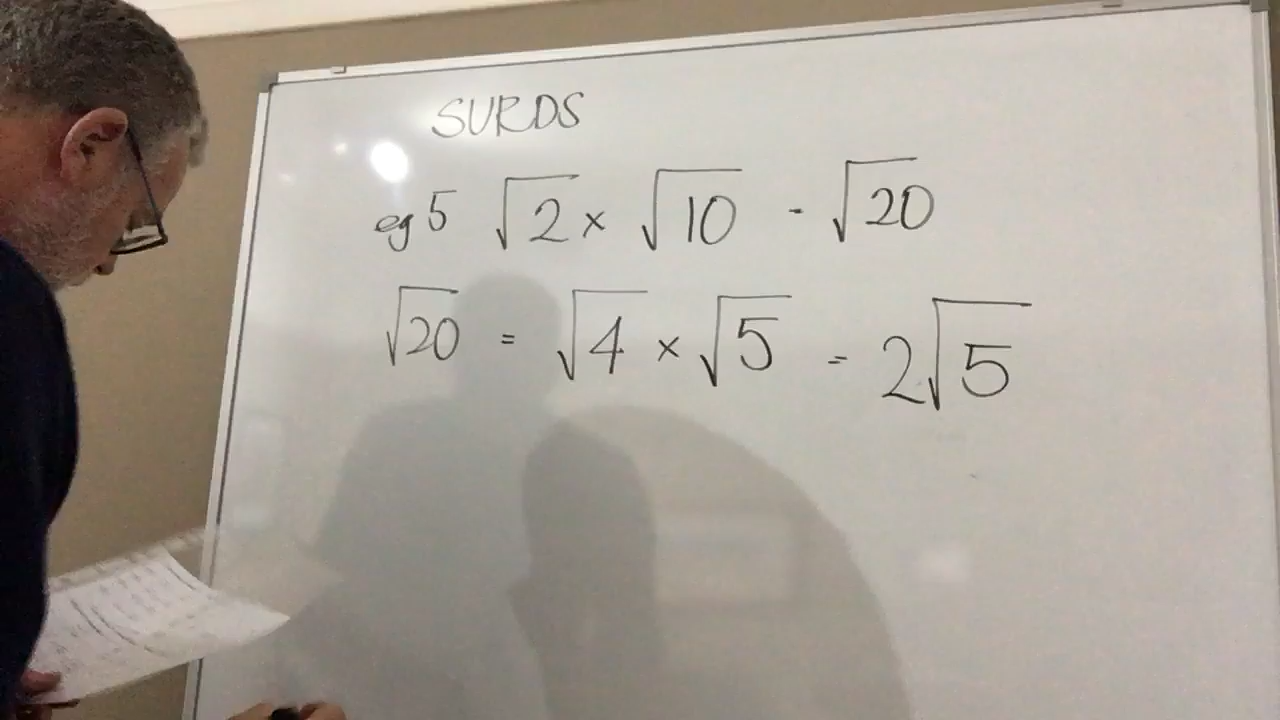 SURDS
eg 5 √2 × √10 - √20
√20 = √4 × √5 = 2√5